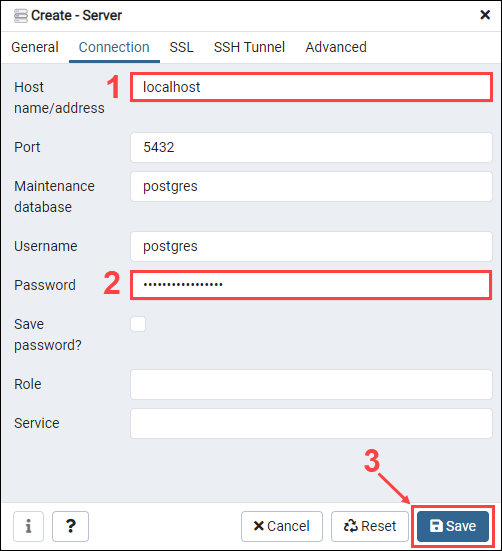 Create - Server
General Connection SSL SSH Tunnel Advanced
Host
name/address
1
localhost
Port
5432
Maintenance
database
postgres
Username
postgres
Password
2
•••••••••••••••••
Save
password?
Role
Service
3
i ? Cancel Reset Save